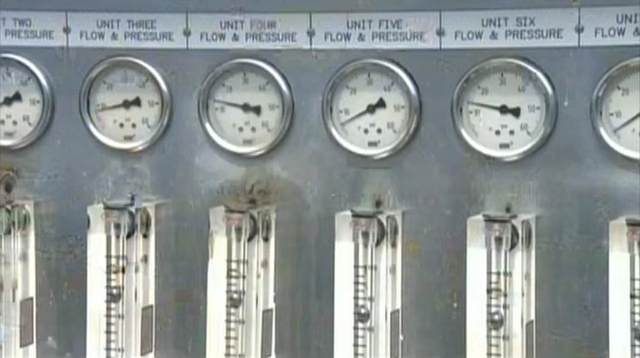 T TWO
PRESSURE
UNIT THREE
FLOW & PRESSURE
UNIT FOUR
FLOW & PRESSURE
UNIT FIVE
FLOW & PRESSURE
UNIT SIX
FLOW & PRESSURE
UNI
FLOW &